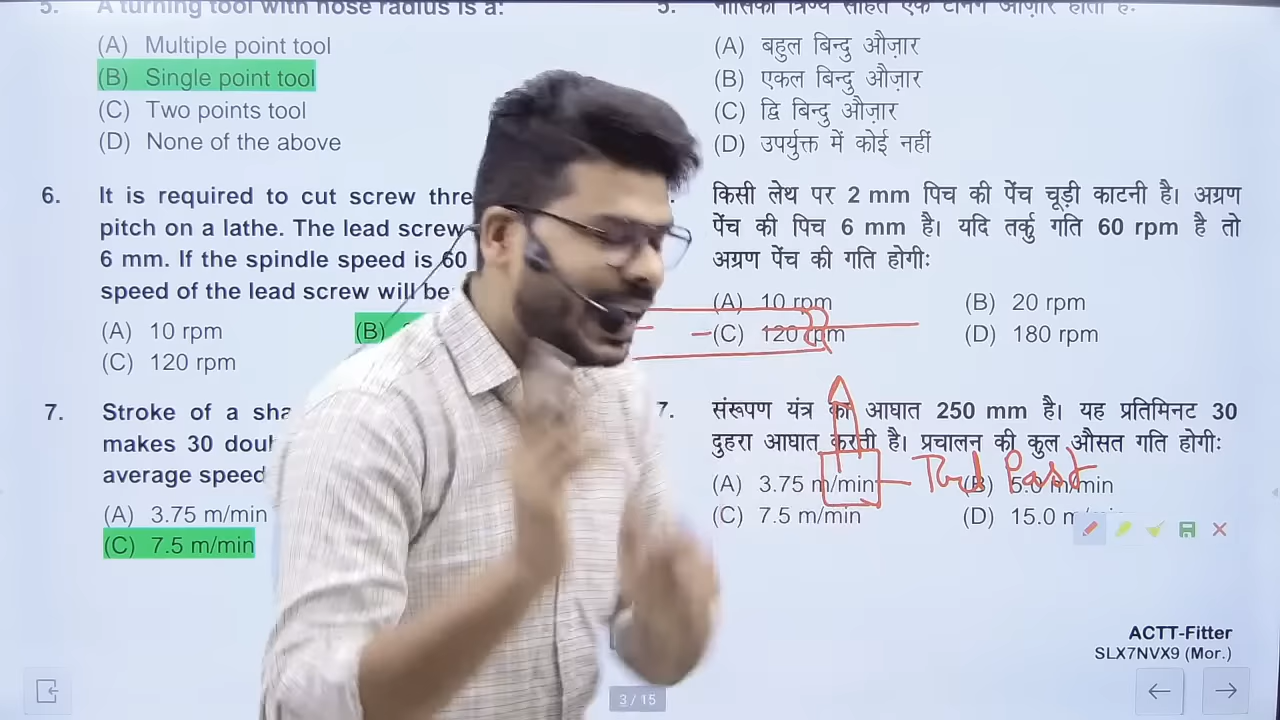 5. A turning tool with nose radius is a:
(A) Multiple point tool
(B) Single point tool
(C) Two points tool
(D) None of the above
6. It is required to cut screw thre
pitch on a lathe. The lead screw
6 mm. If the spindle speed is 60
speed of the lead screw will be
(A) 10 rpm (B)
(C) 120 rpm
7. Stroke of a sha
makes 30 doul
average speed
(A) 3.75 m/min
(C) 7.5 m/min
5.
(A) बहुल बिन्दु औज़ार
(B) एकल बिन्दु औज़ार
(C) द्वि बिन्दु औज़ार
(D) उपर्युक्त में कोई नहीं
किसी लेथ पर 2 mm पिच की पेंच चूड़ी काटनी है। अग्रण
पेंच की पिच 6 mm है। यदि तर्कु गति 60 rpm है तो
अग्रण पेंच की गति होगीः
(A) 10 rpm (B) 20 rpm
(C) 120 rpm (D) 180 rpm
7. संरूपण यंत्र का आघात 250 mm है। यह प्रतिमिनट 30
दुहरा आघात करती है। प्रचालन की कुल औसत गति होगीः
(A) 3.75 m/min (B) 5.0 m/min
(C) 7.5 m/min (D) 15.0 m
Post
ACTT-Fitter
SLX7NVX9 (Mor.)
3 / 15